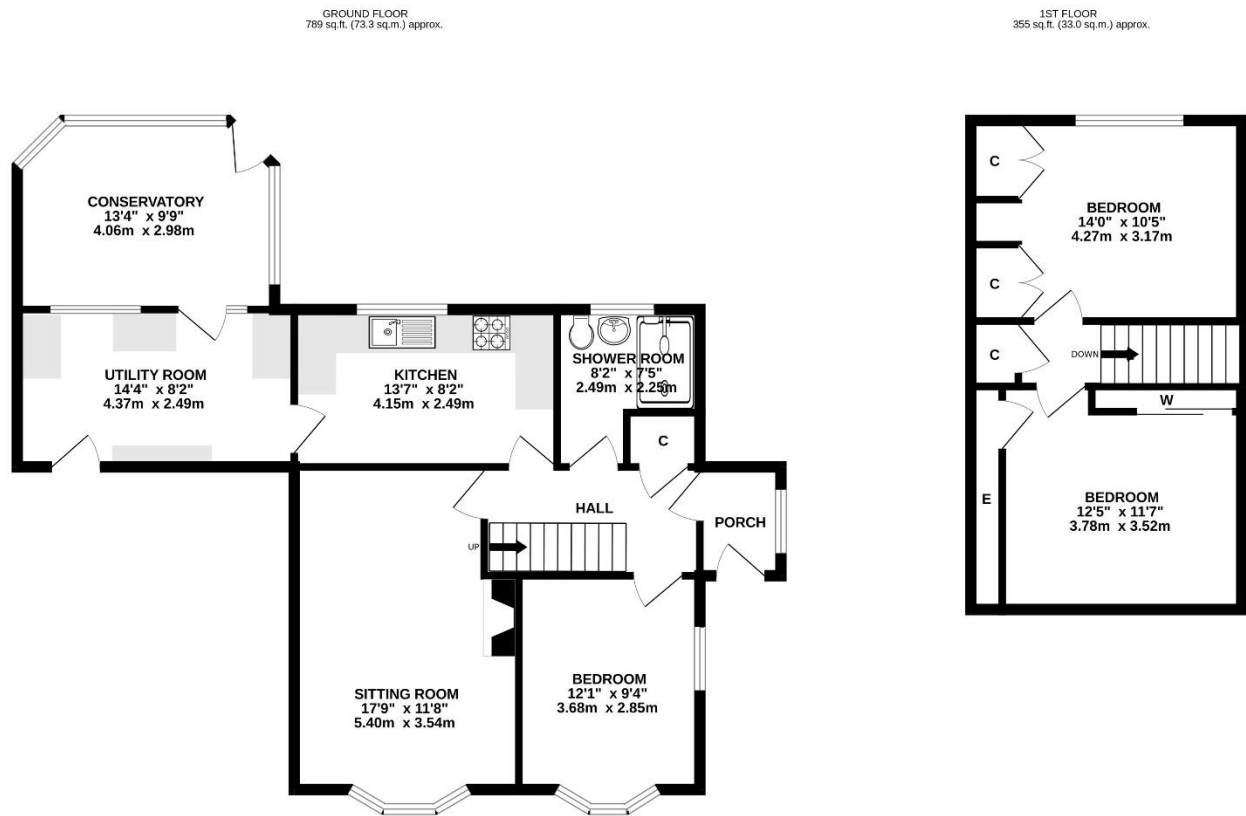 GROUND FLOOR
789 sq.ft. (73.3 sq.m.) approx.
1ST FLOOR
355 sq.ft. (33.0 sq.m.) approx.
CONSERVATORY
13'4" x 9'9"
4.06m x 2.98m
UTILITY ROOM
14'4" x 8'2"
4.37m x 2.49m
KITCHEN
13'7" x 8'2"
4.15m x 2.49m
SHOWER ROOM
8'2" x 7'5"
2.49m x 2.25m
C
HALL
PORCH
UP
SITTING ROOM
17'9" x 11'8"
5.40m x 3.54m
BEDROOM
12'1" x 9'4"
3.68m x 2.85m
C
BEDROOM
14'0" x 10'5"
4.27m x 3.17m
C
C
DOWN
W
E
BEDROOM
12'5" x 11'7"
3.78m x 3.52m